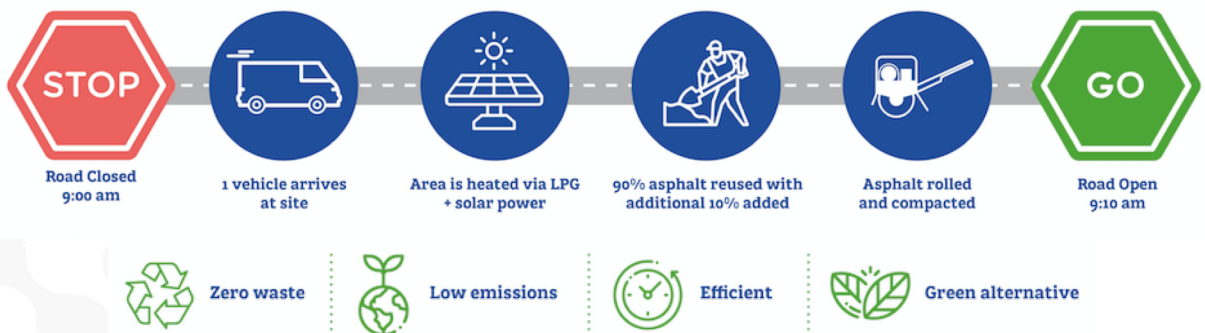 STOP
GO
Road Closed
9:00 am
1 vehicle arrives
at site
Area is heated via LPG
+ solar power
90% asphalt reused with
additional 10% added
Asphalt rolled
and compacted
Road Open
9:10 am
Zero waste
Low emissions
Efficient
Green alternative